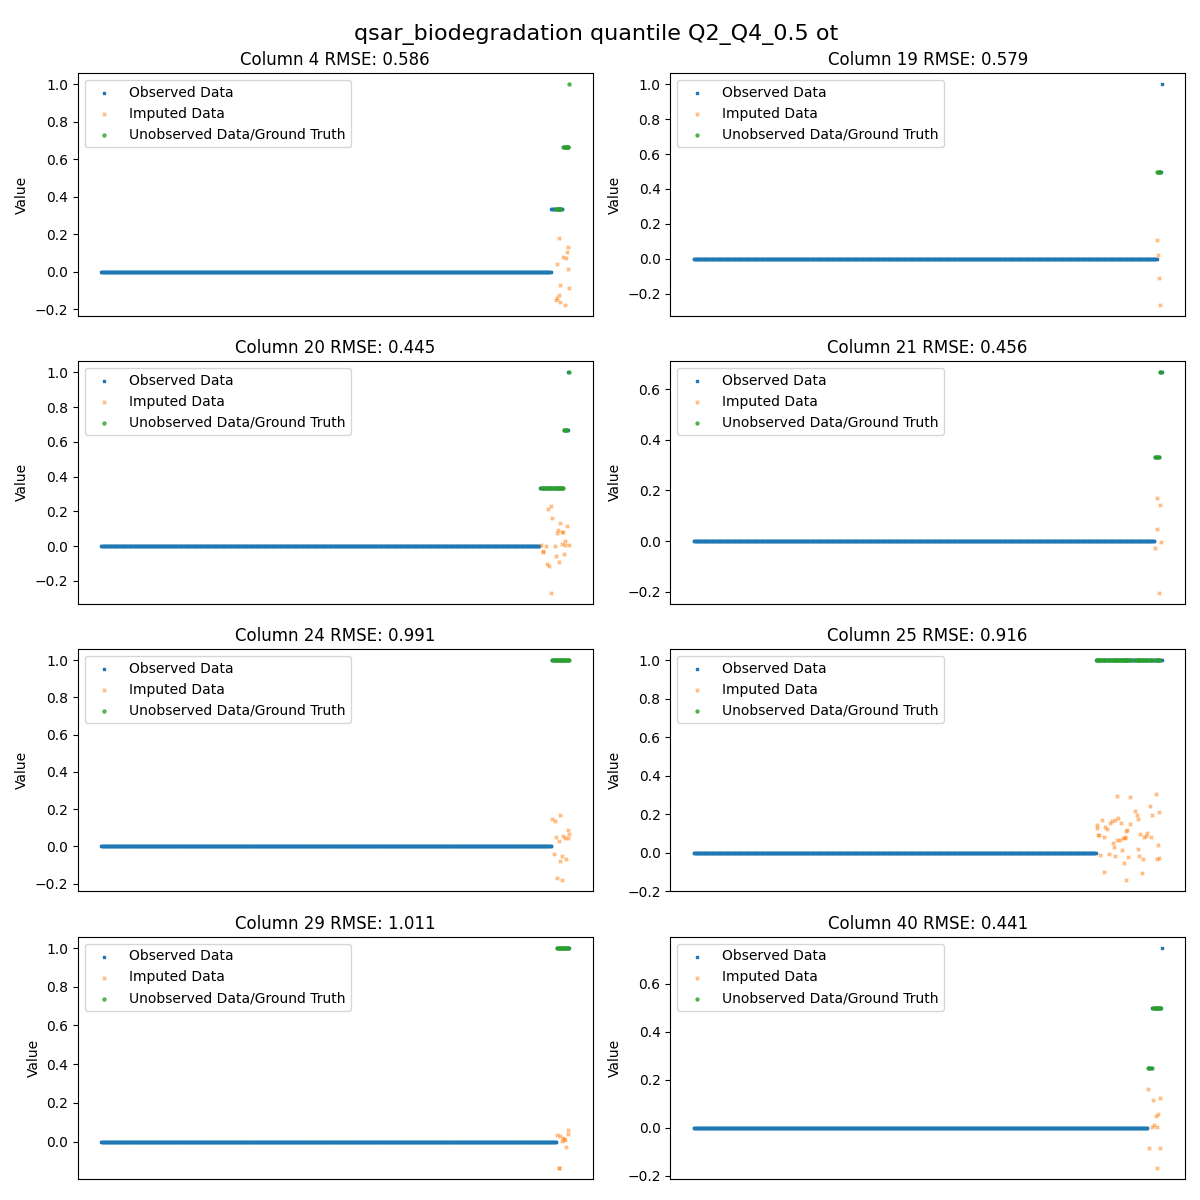 qsar_biodegradation quantile Q2_Q4_0.5 ot
Column 4 RMSE: 0.586
Value
1.0
0.8
0.6
0.4
0.2
0.0
−0.2
Observed Data
Imputed Data
Unobserved Data/Ground Truth
Column 19 RMSE: 0.579
Value
1.0
0.8
0.6
0.4
0.2
0.0
−0.2
Observed Data
Imputed Data
Unobserved Data/Ground Truth
Column 20 RMSE: 0.445
Value
1.0
0.8
0.6
0.4
0.2
0.0
−0.2
Observed Data
Imputed Data
Unobserved Data/Ground Truth
Column 21 RMSE: 0.456
Value
0.6
0.4
0.2
0.0
−0.2
Observed Data
Imputed Data
Unobserved Data/Ground Truth
Column 24 RMSE: 0.991
Value
1.0
0.8
0.6
0.4
0.2
0.0
−0.2
Observed Data
Imputed Data
Unobserved Data/Ground Truth
Column 25 RMSE: 0.916
Value
1.0
0.8
0.6
0.4
0.2
0.0
−0.2
Observed Data
Imputed Data
Unobserved Data/Ground Truth
Column 29 RMSE: 1.011
Value
1.0
0.8
0.6
0.4
0.2
0.0
Observed Data
Imputed Data
Unobserved Data/Ground Truth
Column 40 RMSE: 0.441
Value
0.6
0.4
0.2
0.0
−0.2
Observed Data
Imputed Data
Unobserved Data/Ground Truth